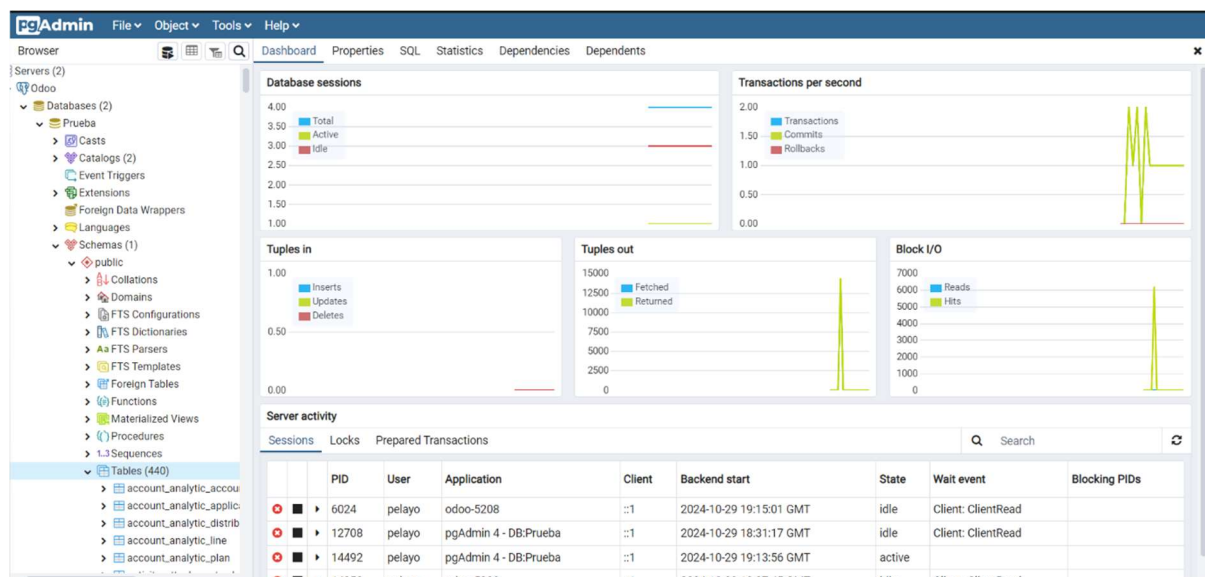 pgAdmin File Object Tools Help
Browser
Dashboard Properties SQL Statistics Dependencies Dependents
Servers (2)
Odoo
Databases (2)
Prueba
Casts
Catalogs (2)
Event Triggers
Extensions
Foreign Data Wrappers
Languages
Schemas (1)
public
Collations
Domains
FTS Configurations
FTS Dictionaries
Aa FTS Parsers
FTS Templates
Foreign Tables
Functions
Materialized Views
Procedures
1..3 Sequences
Tables (440)
account_analytic_accou
account_analytic_applica
account_analytic_distrib
account_analytic_line
account_analytic_plan
Database sessions
4.00
3.50
3.00
2.50
2.00
1.50
1.00
Total
Active
Idle
Transactions per second
2.00
1.50
1.00
0.50
0.00
Transactions
Commits
Rollbacks
Tuples in
1.00
0.50
0.00
Inserts
Updates
Deletes
Tuples out
15000
12500
10000
7500
5000
2500
0
Fetched
Returned
Block I/O
7000
6000
5000
4000
3000
2000
1000
0
Reads
Hits
Server activity
Sessions Locks Prepared Transactions
Search
PID User Application Client Backend start State Wait event Blocking PIDs
6024 pelayo odoo-5208 ::1 2024-10-29 19:15:01 GMT idle Client: ClientRead
12708 pelayo pgAdmin 4 - DB:Prueba ::1 2024-10-29 18:31:17 GMT idle Client: ClientRead
14492 pelayo pgAdmin 4 - DB:Prueba ::1 2024-10-29 19:13:56 GMT active